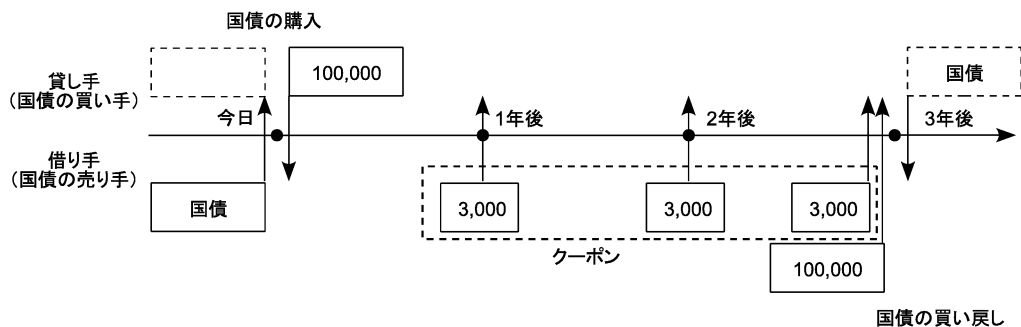 国債の購入
100,000
国債
貸し手
(国債の買い手)
今日
1年後
2年後
3年後
借り手
(国債の売り手)
国債
3,000
3,000
3,000
クーポン
100,000
国債の買い戻し